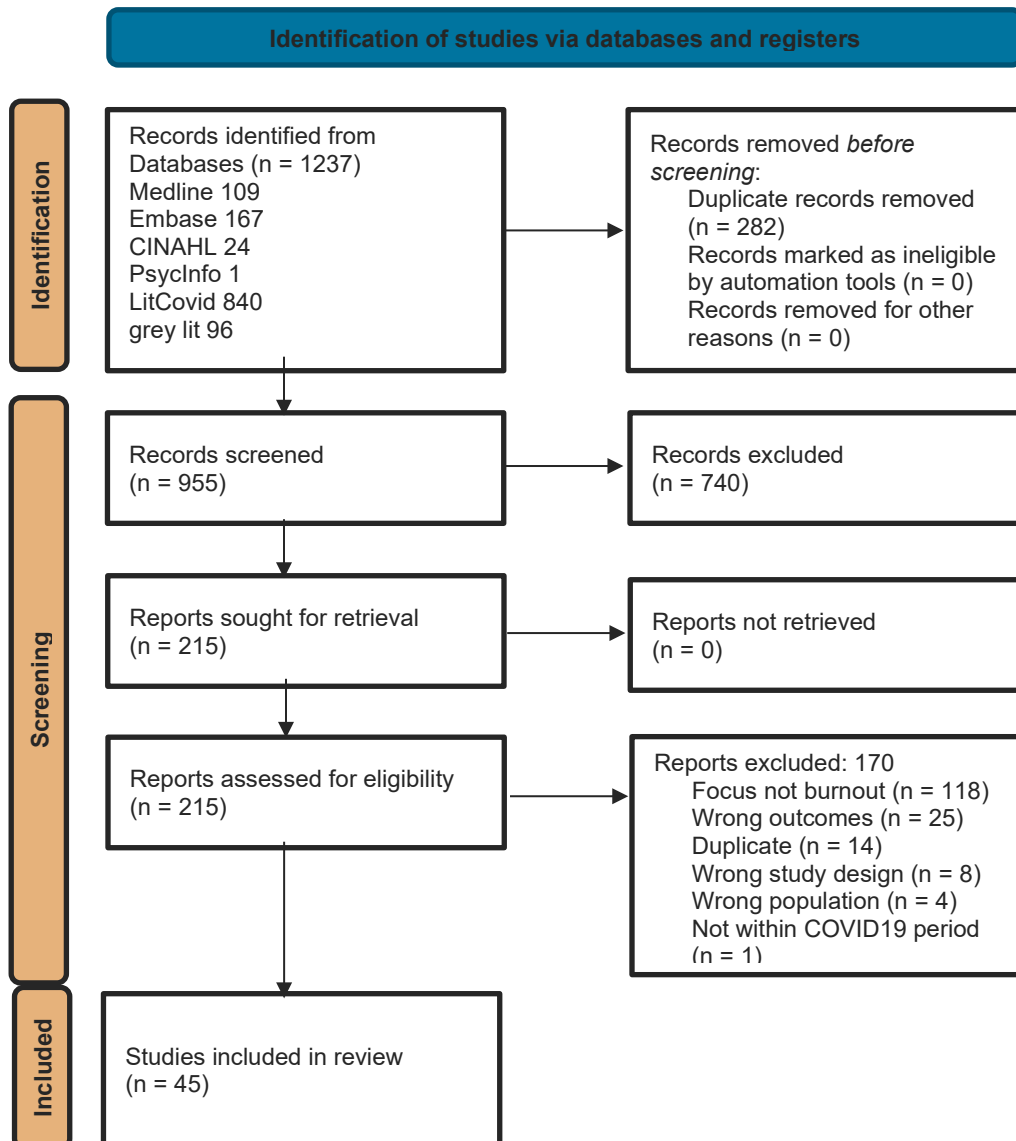 Identification of studies via databases and registers
Identification
Records identified from
Databases (n = 1237)
Medline 109
Embase 167
CINAHL 24
PsycInfo 1
LitCovid 840
grey lit 96
Records removed before
screening:
Duplicate records removed
(n = 282)
Records marked as ineligible
by automation tools (n = 0)
Records removed for other
reasons (n = 0)
Screening
Records screened
(n = 955)
Records excluded
(n = 740)
Reports sought for retrieval
(n = 215)
Reports not retrieved
(n = 0)
Reports assessed for eligibility
(n = 215)
Reports excluded: 170
Focus not burnout (n = 118)
Wrong outcomes (n = 25)
Duplicate (n = 14)
Wrong study design (n = 8)
Wrong population (n = 4)
Not within COVID19 period
(n = 1)
Included
Studies included in review
(n = 45)